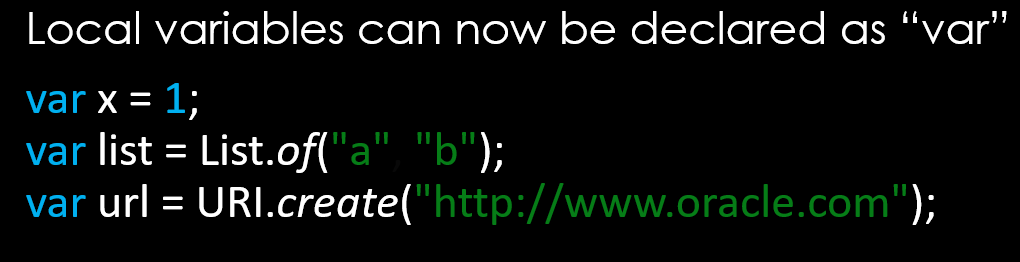 Local variables can now be declared as “var”
var x = 1;
var list = List.of("a", "b");
var url = URI.create("http://www.oracle.com");